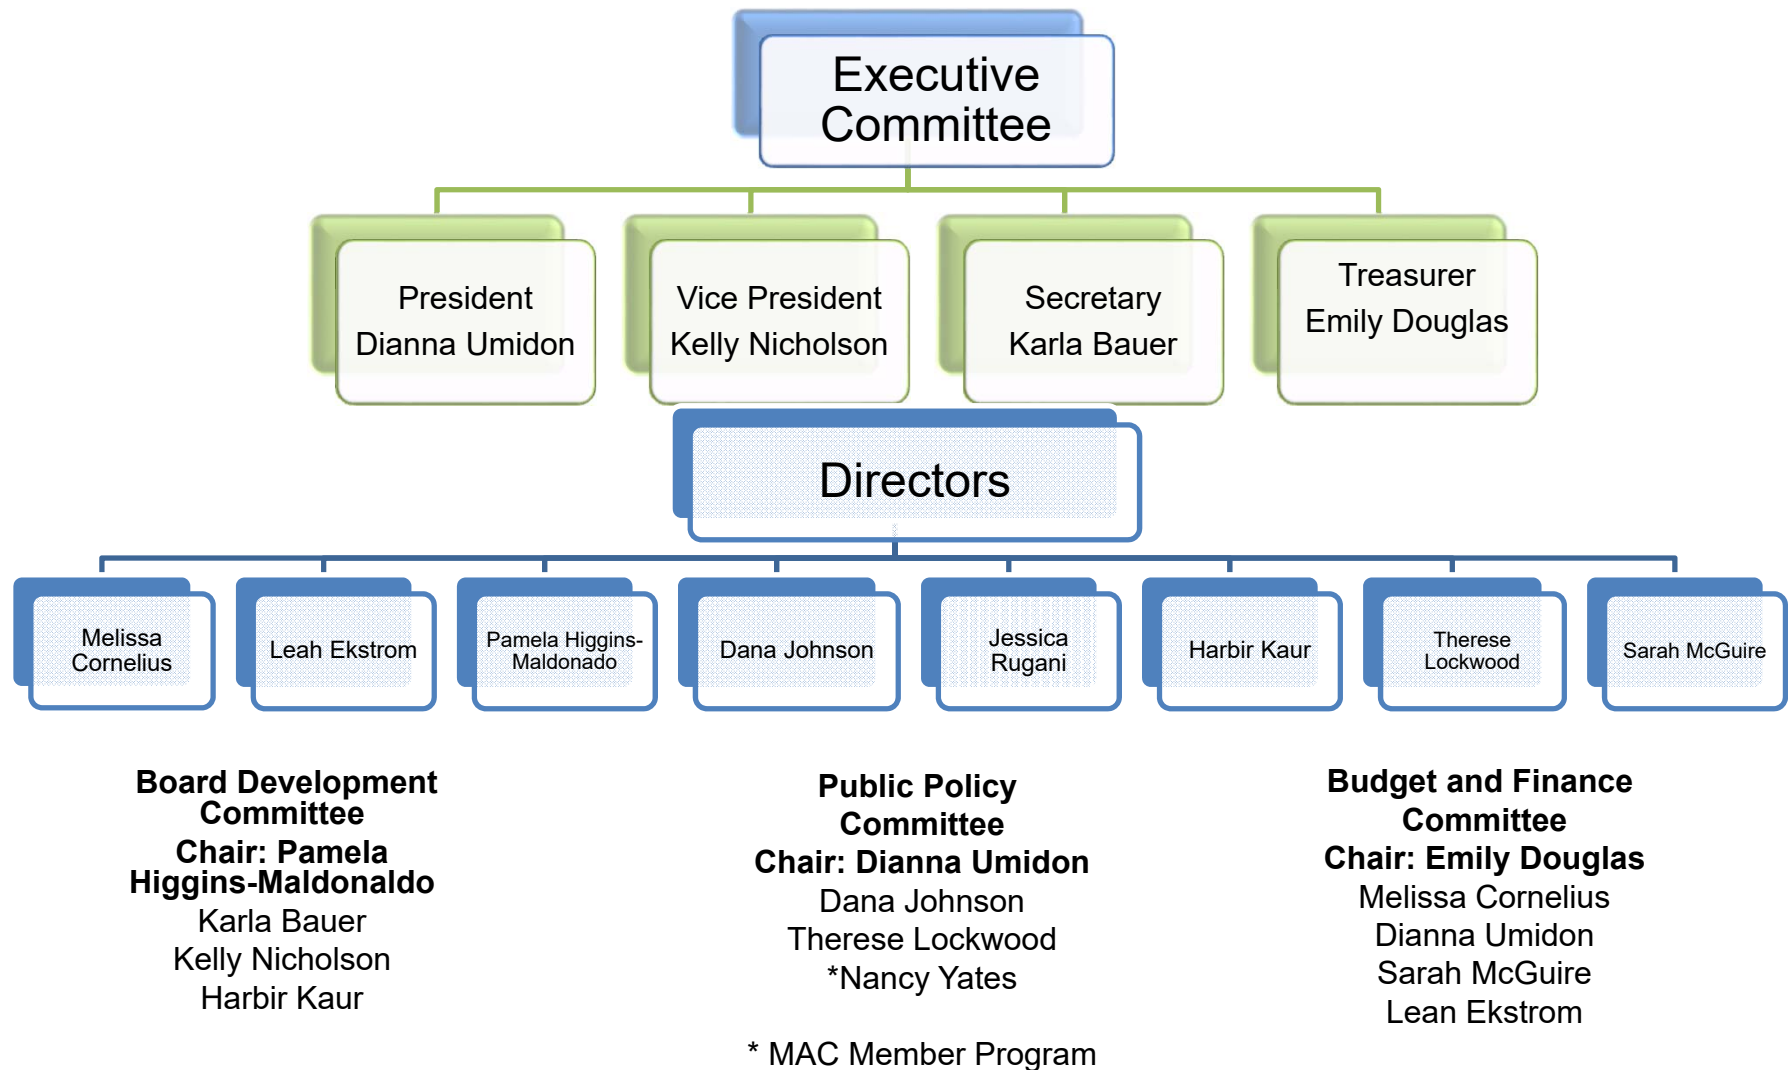 Executive
Committee
President
Dianna Umidon
Vice President
Kelly Nicholson
Secretary
Karla Bauer
Treasurer
Emily Douglas
Directors
Melissa
Cornelius
Leah Ekstrom
Pamela Higgins-
Maldonado
Dana Johnson
Jessica
Rugani
Harbir Kaur
Therese
Lockwood
Sarah McGuire
Board Development
Committee
Chair: Pamela
Higgins-Maldonaldo
Karla Bauer
Kelly Nicholson
Harbir Kaur
Public Policy
Committee
Chair: Dianna Umidon
Dana Johnson
Therese Lockwood
*Nancy Yates
* MAC Member Program
Budget and Finance
Committee
Chair: Emily Douglas
Melissa Cornelius
Dianna Umidon
Sarah McGuire
Lean Ekstrom